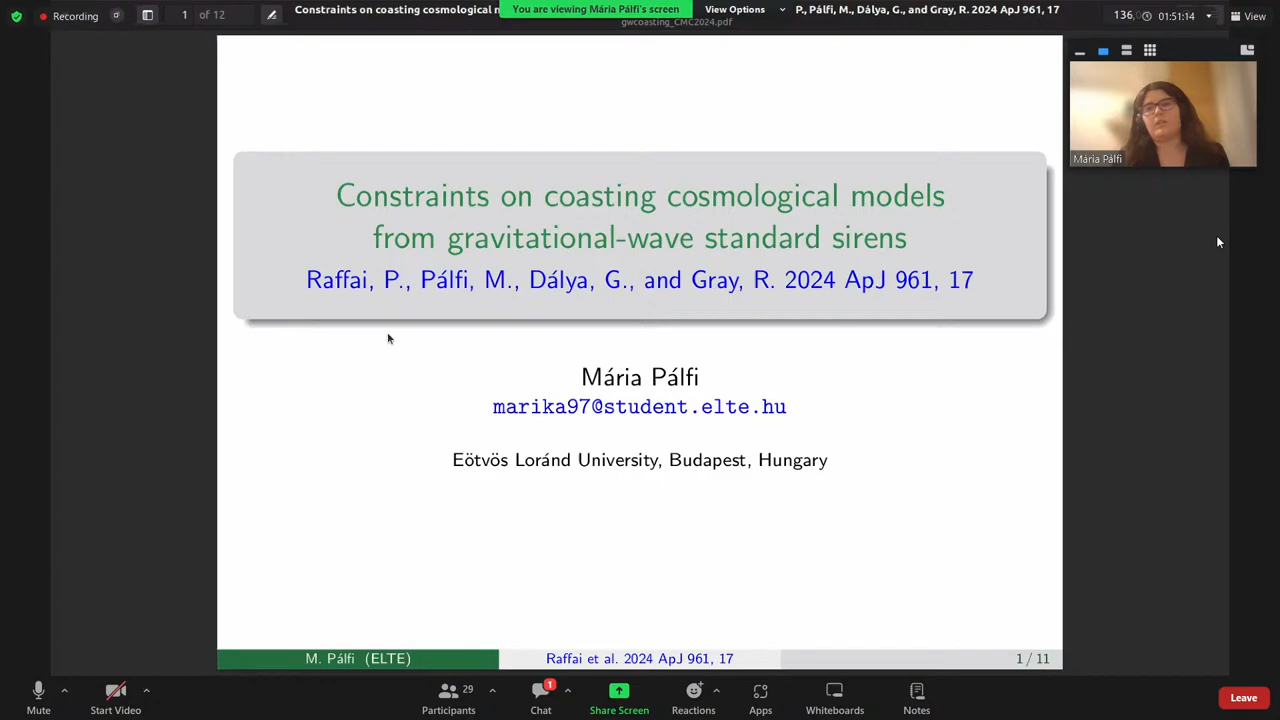 Recording
1 of 12
Constraints on coasting cosmological m
You are viewing Mária Pálfi's screen
View Options
P., Pálfi, M., Dálya, G., and Gray, R. 2024 ApJ 961, 17
gwcoasting_CMC2024.pdf
136,
01:51:14
View
Mária Pálfi
Constraints on coasting cosmological models
from gravitational-wave standard sirens
Raffai, P., Pálfi, M., Dálya, G., and Gray, R. 2024 ApJ 961, 17
Mária Pálfi
marika97@student.elte.hu
Eötvös Loránd University, Budapest, Hungary
M. Pálfi (ELTE)
Raffai et al. 2024 ApJ 961, 17
1 / 11
Mute
Start Video
29
Participants
1
Chat
Share Screen
Reactions
Apps
Whiteboards
Notes
Leave